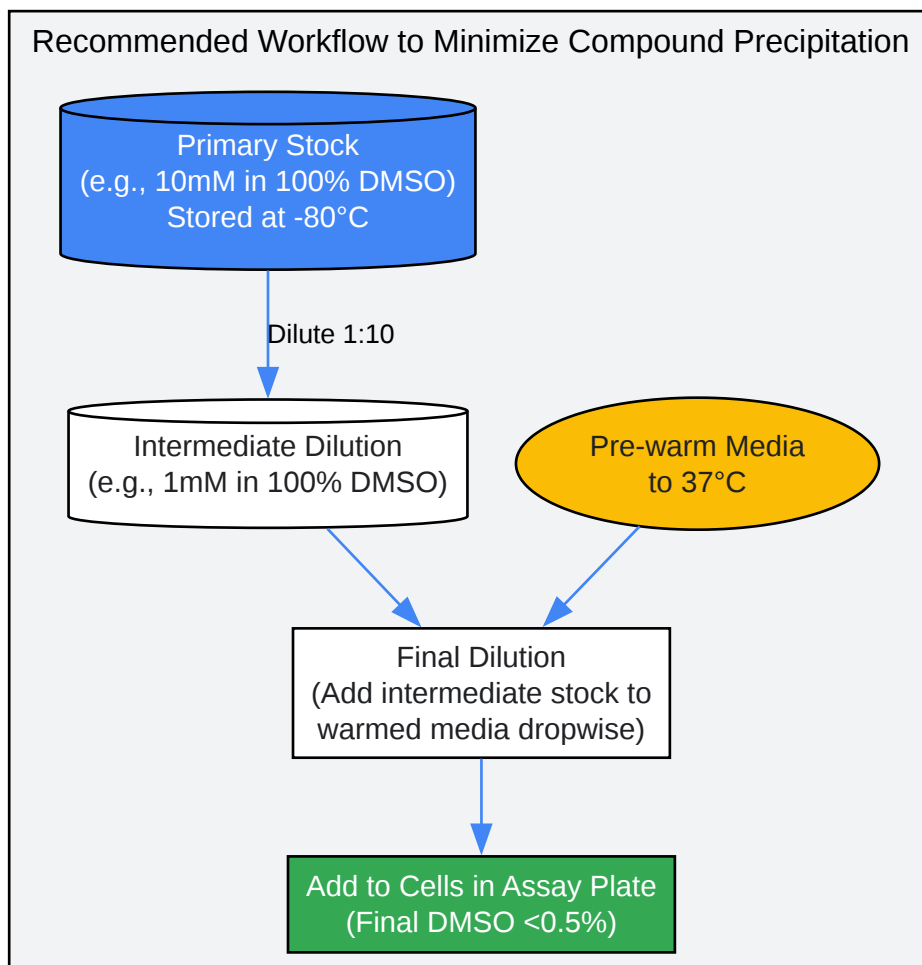 Recommended Workflow to Minimize Compound Precipitation
Primary Stock
(e.g., 10mM in 100% DMSO)
Stored at -80°C
Dilute 1:10
Intermediate Dilution
(e.g., 1mM in 100% DMSO)
Pre-warm Media
to 37°C
Final Dilution
(Add intermediate stock to
warmed media dropwise)
Add to Cells in Assay Plate
(Final DMSO <0.5%)